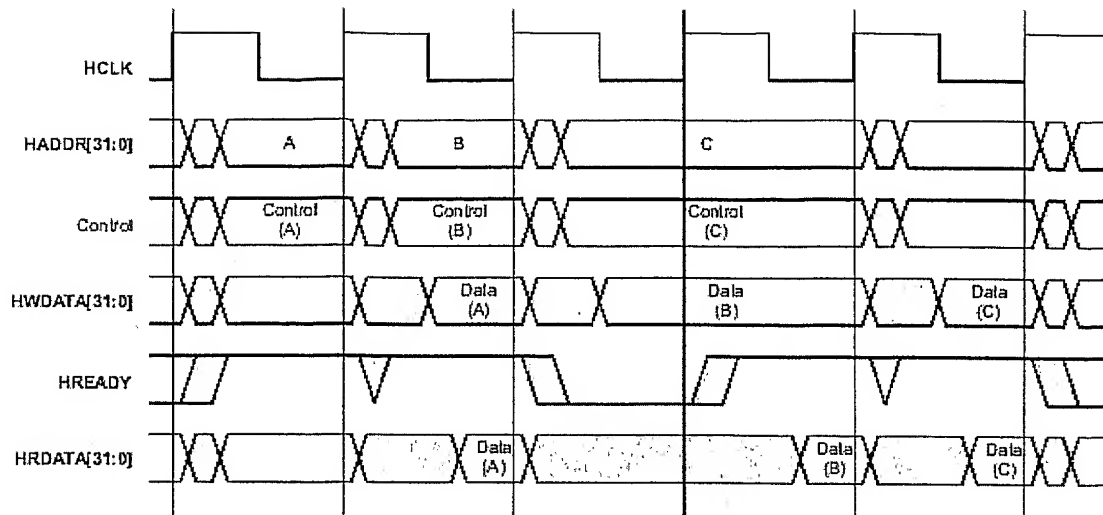 HCLK
HADDR[31:0] A B C
Control Control (A) Control (B) Control (C)
HWDATA[31:0] Data (A) Data (B) Data (C)
HREADY
HRDATA[31:0] Data (A) Data (B) Data (C)